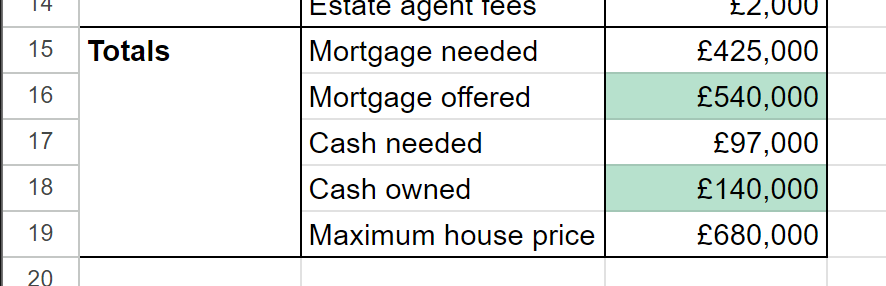 14 Estate agent fees £2,000
15 Totals Mortgage needed £425,000
16 Mortgage offered £540,000
17 Cash needed £97,000
18 Cash owned £140,000
19 Maximum house price £680,000
20